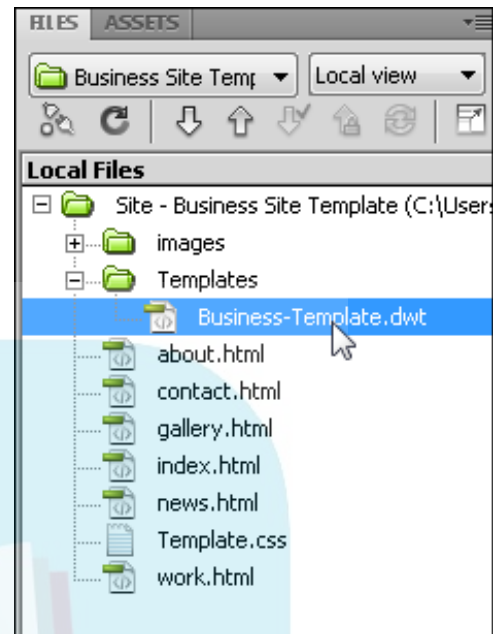 FILES ASSETS
Business Site Temp Local view
Local Files
Site - Business Site Template (C:\Users
images
Templates
Business-Template.dwt
about.html
contact.html
gallery.html
index.html
news.html
Template.css
work.html